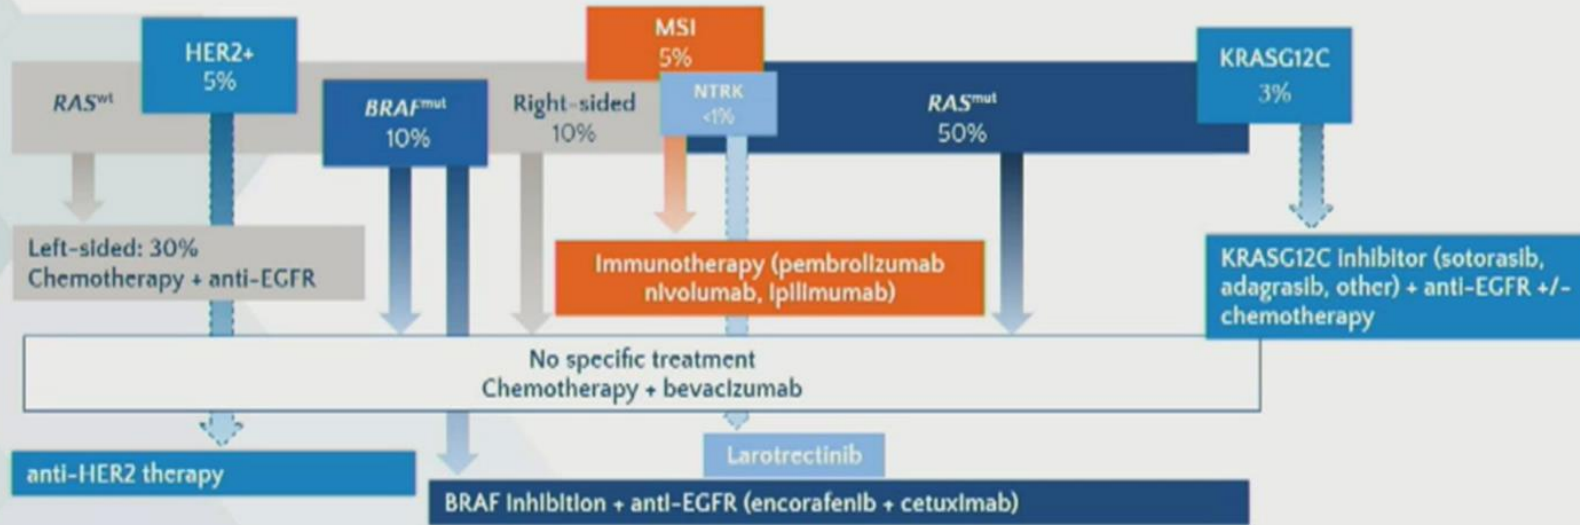 HER2+
5%
MSI
5%
KRASG12C
3%
RASwt
BRAFmut
10%
Right-sided
10%
NTRK
<1%
RASmut
50%
Left-sided: 30%
Chemotherapy + anti-EGFR
Immunotherapy (pembrolizumab
nivolumab, ipilimumab)
KRASG12C inhibitor (sotorasib,
adagrasib, other) + anti-EGFR +/-
chemotherapy
No specific treatment
Chemotherapy + bevacizumab
anti-HER2 therapy
Larotrectinib
BRAF inhibition + anti-EGFR (encorafenib + cetuximab)